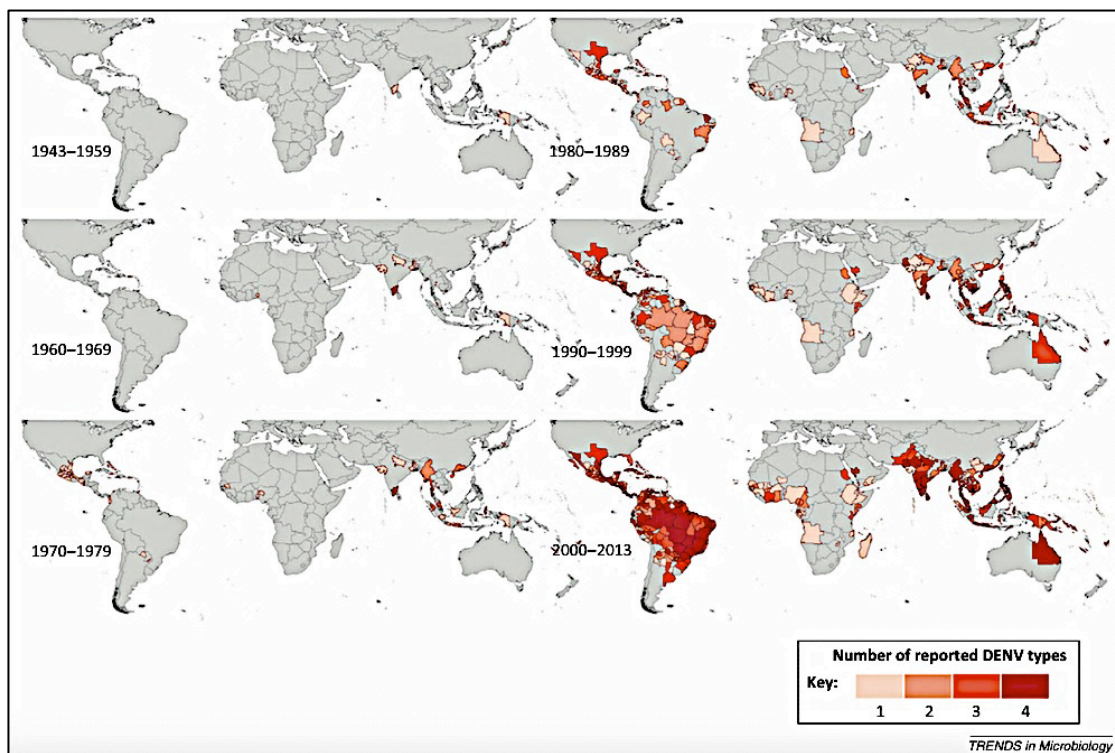 1943–1959
1980–1989
1960–1969
1990–1999
1970–1979
2000–2013
Number of reported DENV types
Key:
1 2 3 4
TRENDS in Microbiology